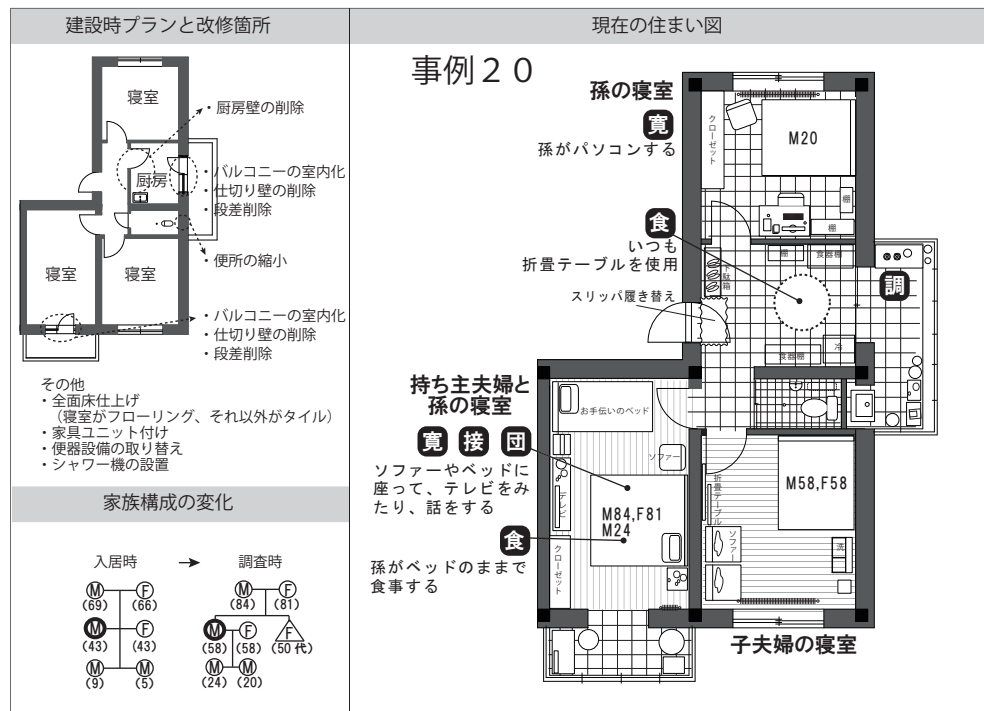 建設時プランと改修箇所
寝室
・厨房壁の削除
厨房
・バルコニーの室内化
・仕切り壁の削除
・段差削除
・便所の縮小
寝室
寝室
・バルコニーの室内化
・仕切り壁の削除
・段差削除
その他
・全面床仕上げ
（寝室がフローリング、それ以外がタイル）
・家具ユニット付け
・便器設備の取り替え
・シャワー機の設置
家族構成の変化
入居時 → 調査時
M F
(69) (66)
M F
(43) (43)
M M
(9) (5)
M F
(84) (81)
M F F
(58) (58) (50代)
M M
(24) (20)
現在の住まい図
事例20
孫の寝室
寛
孫がパソコンする
クローゼット
M20
棚
棚
食
いつも
折畳テーブルを使用
スリッパ履き替え
下駄箱
棚
食器棚
調
食器棚
冷
持ち主夫婦と
孫の寝室
寛 接 団
ソファーやベッドに
座って、テレビをみ
たり、話をする
食
孫がベッドのままで
食事する
お手伝いのベッド
ソファー
テレビ
M84,F81
M24
クローゼット
折畳テーブル
M58,F58
ソファー
洗
子夫婦の寝室